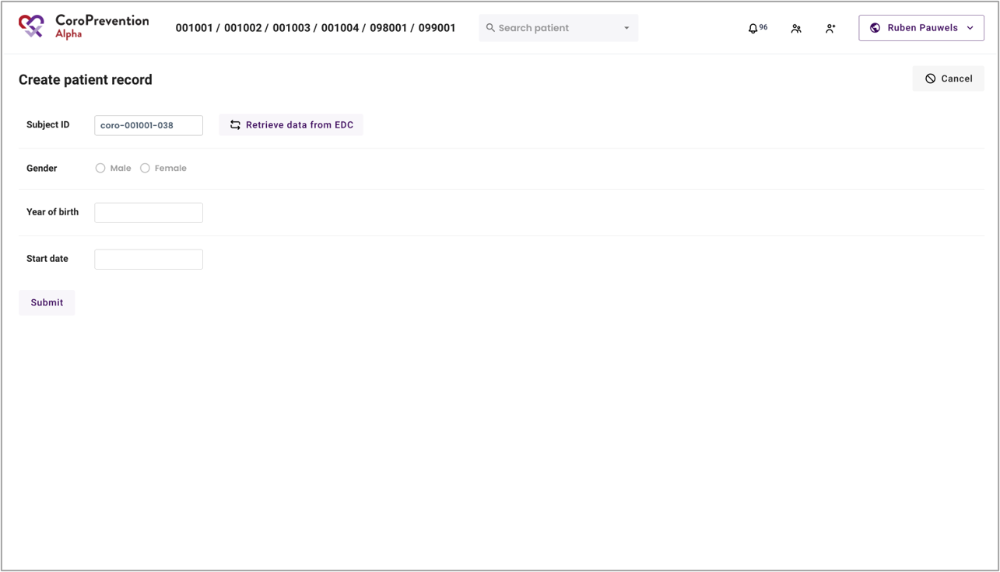 CoroPrevention
Alpha
001001 / 001002 / 001003 / 001004 / 098001 / 099001
Search patient
96
Ruben Pauwels
Create patient record
Cancel
Subject ID
coro-001001-038
Retrieve data from EDC
Gender
Male
Female
Year of birth
Start date
Submit